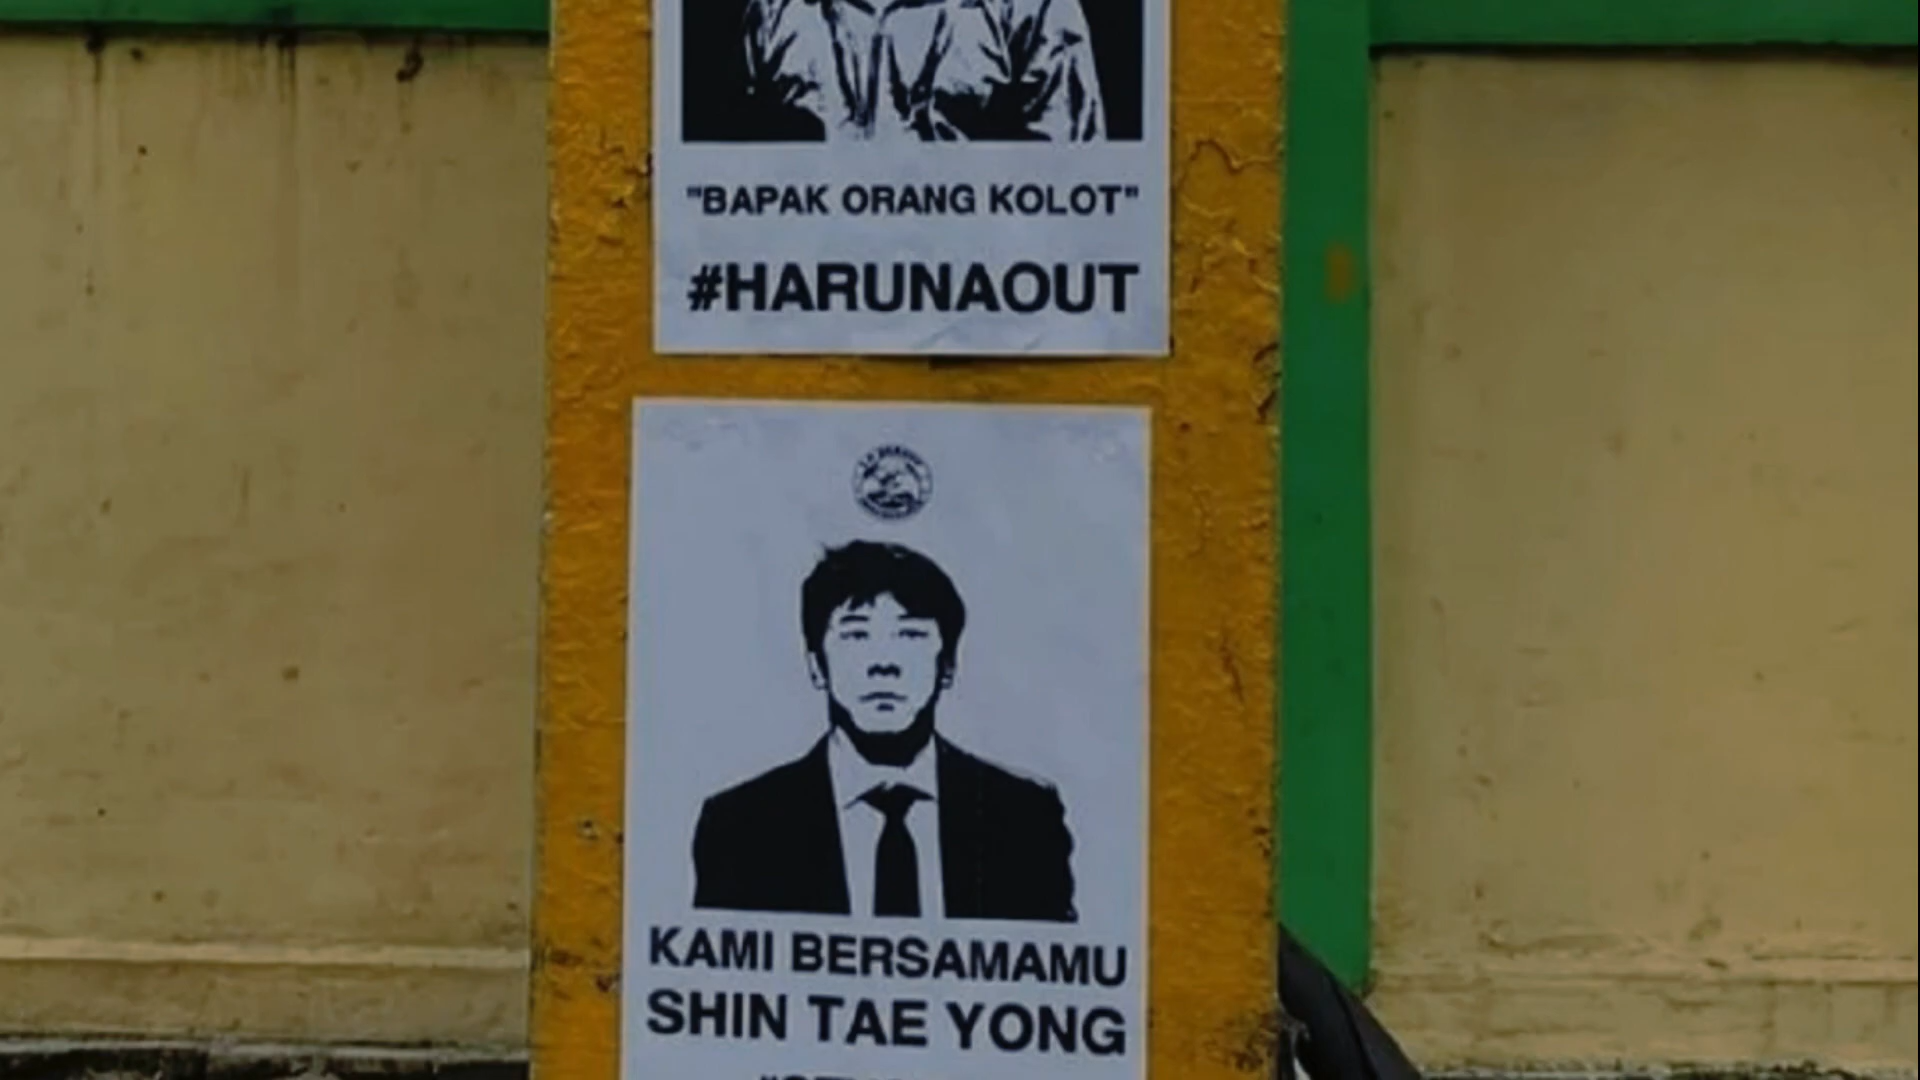 "BAPAK ORANG KOLOT"
#HARUNAOUT
KAMI BERSAMAMU
SHIN TAE YONG